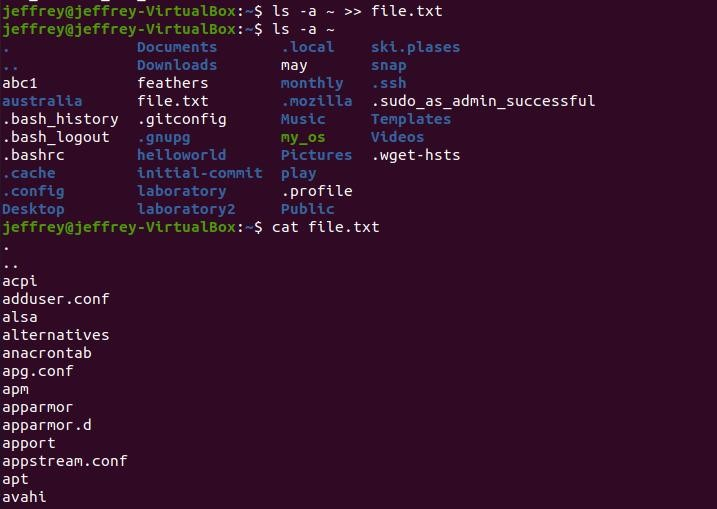 jeffrey@jeffrey-VirtualBox:~$ ls -a ~ >> file.txt
jeffrey@jeffrey-VirtualBox:~$ ls -a ~
. Documents .local ski.plases
.. Downloads may snap
abc1 feathers monthly .ssh
australia file.txt .mozilla .sudo_as_admin_successful
.bash_history .gitconfig Music Templates
.bash_logout .gnupg my_os Videos
.bashrc helloworld Pictures .wget-hsts
.cache initial-commit play
.config laboratory .profile
Desktop laboratory2 Public
jeffrey@jeffrey-VirtualBox:~$ cat file.txt
.
..
acpi
adduser.conf
alsa
alternatives
anacrontab
apg.conf
apm
apparmor
apparmor.d
apport
appstream.conf
apt
avahi